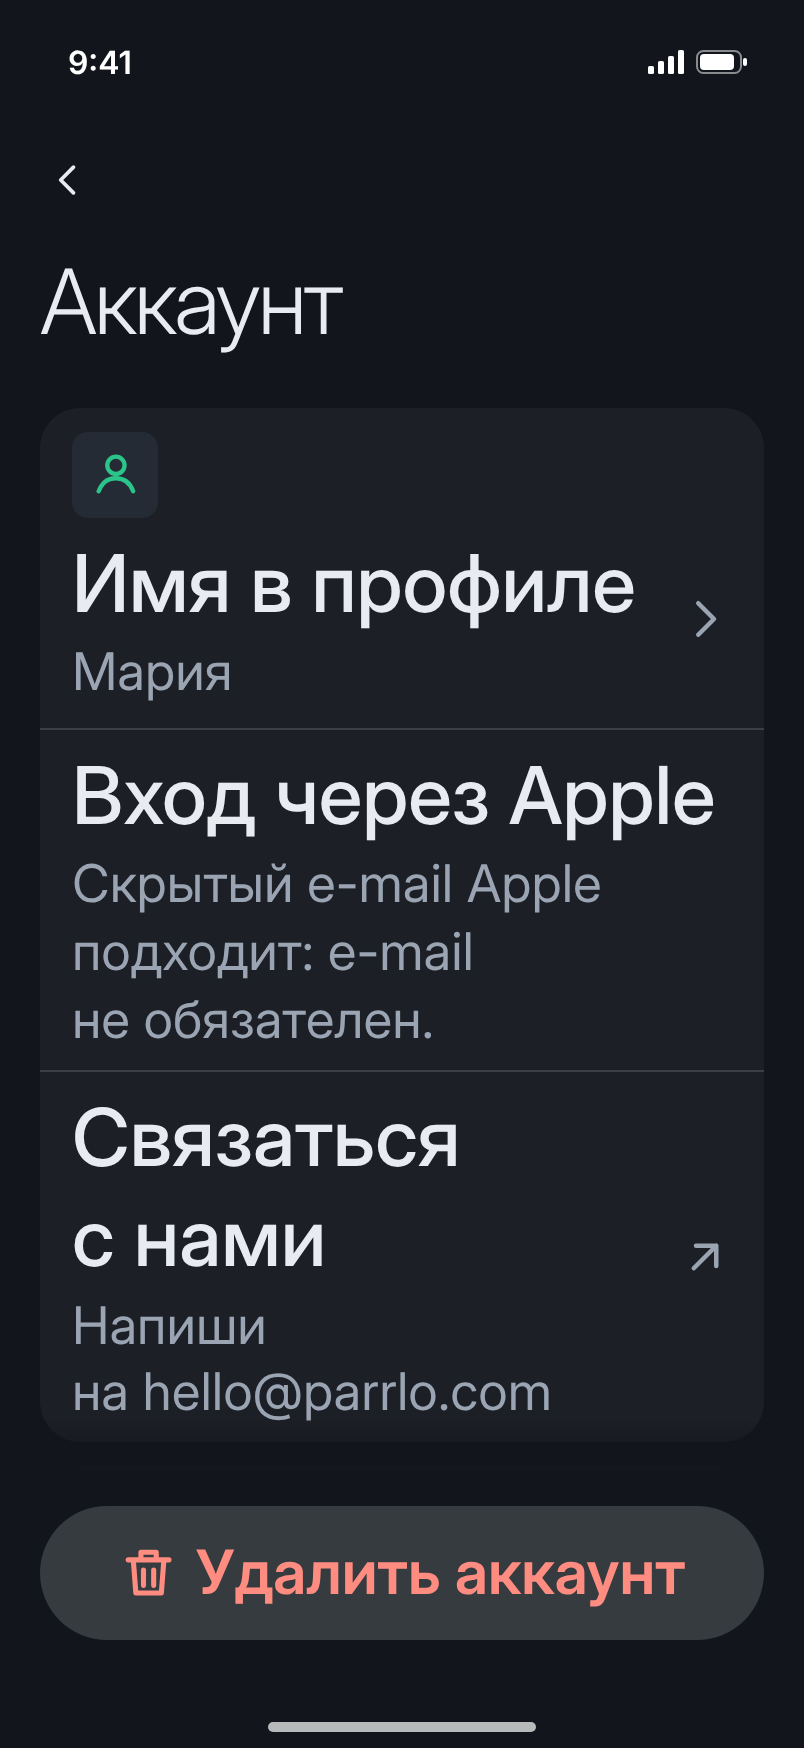 9:41
Аккаунт
Имя в профиле
Мария
Вход через Apple
Скрытый e-mail Apple
подходит: e-mail
не обязателен.
Связаться
с нами
Напиши
на hello@parrlo.com
Удалить аккаунт